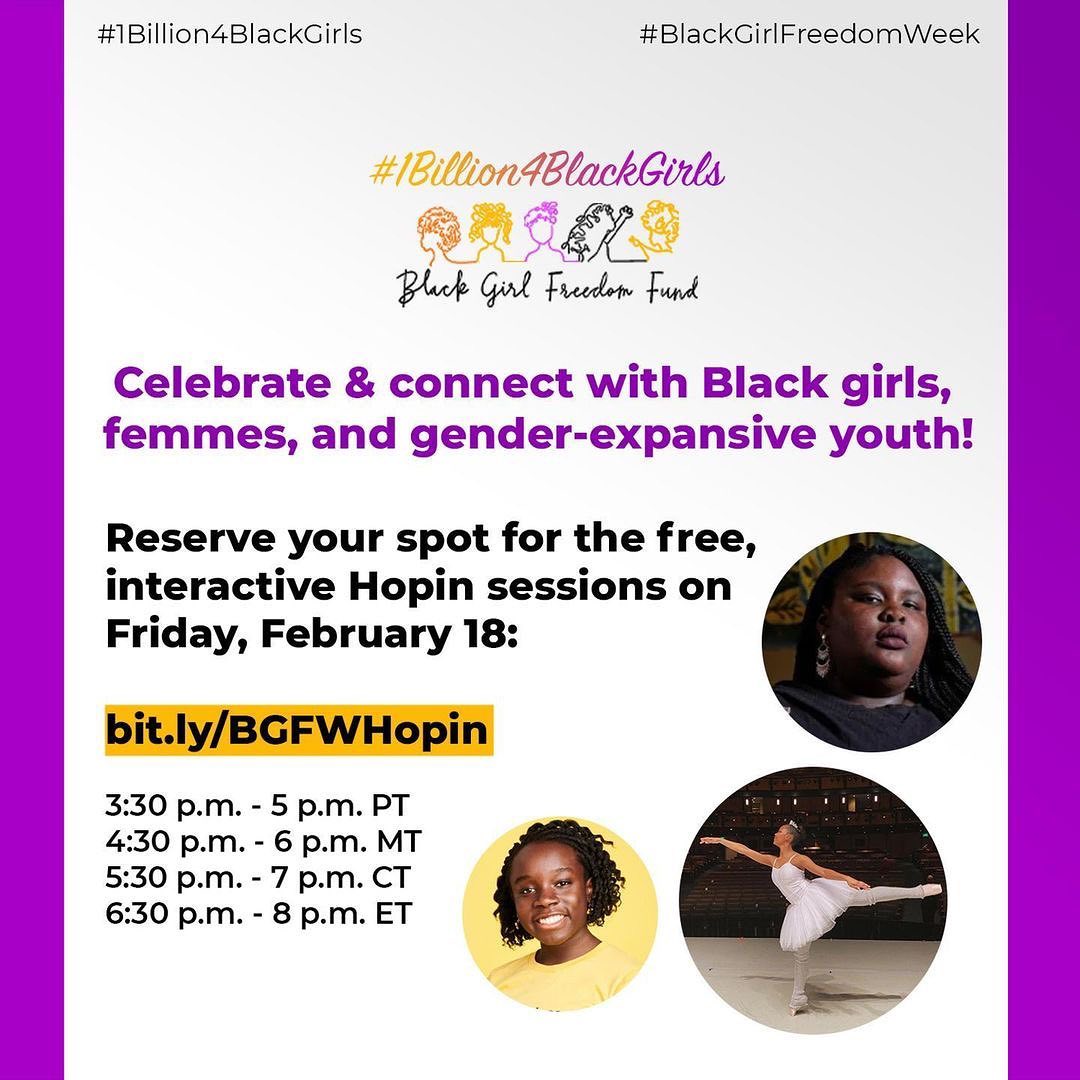 #1Billion4BlackGirls
#BlackGirlFreedomWeek
#1Billion4BlackGirls
Black Girl Freedom Fund
Celebrate & connect with Black girls,
femmes, and gender-expansive youth!
Reserve your spot for the free,
interactive Hopin sessions on
Friday, February 18:
bit.ly/BGFWHopin
3:30 p.m. - 5 p.m. PT
4:30 p.m. - 6 p.m. MT
5:30 p.m. - 7 p.m. CT
6:30 p.m. - 8 p.m. ET